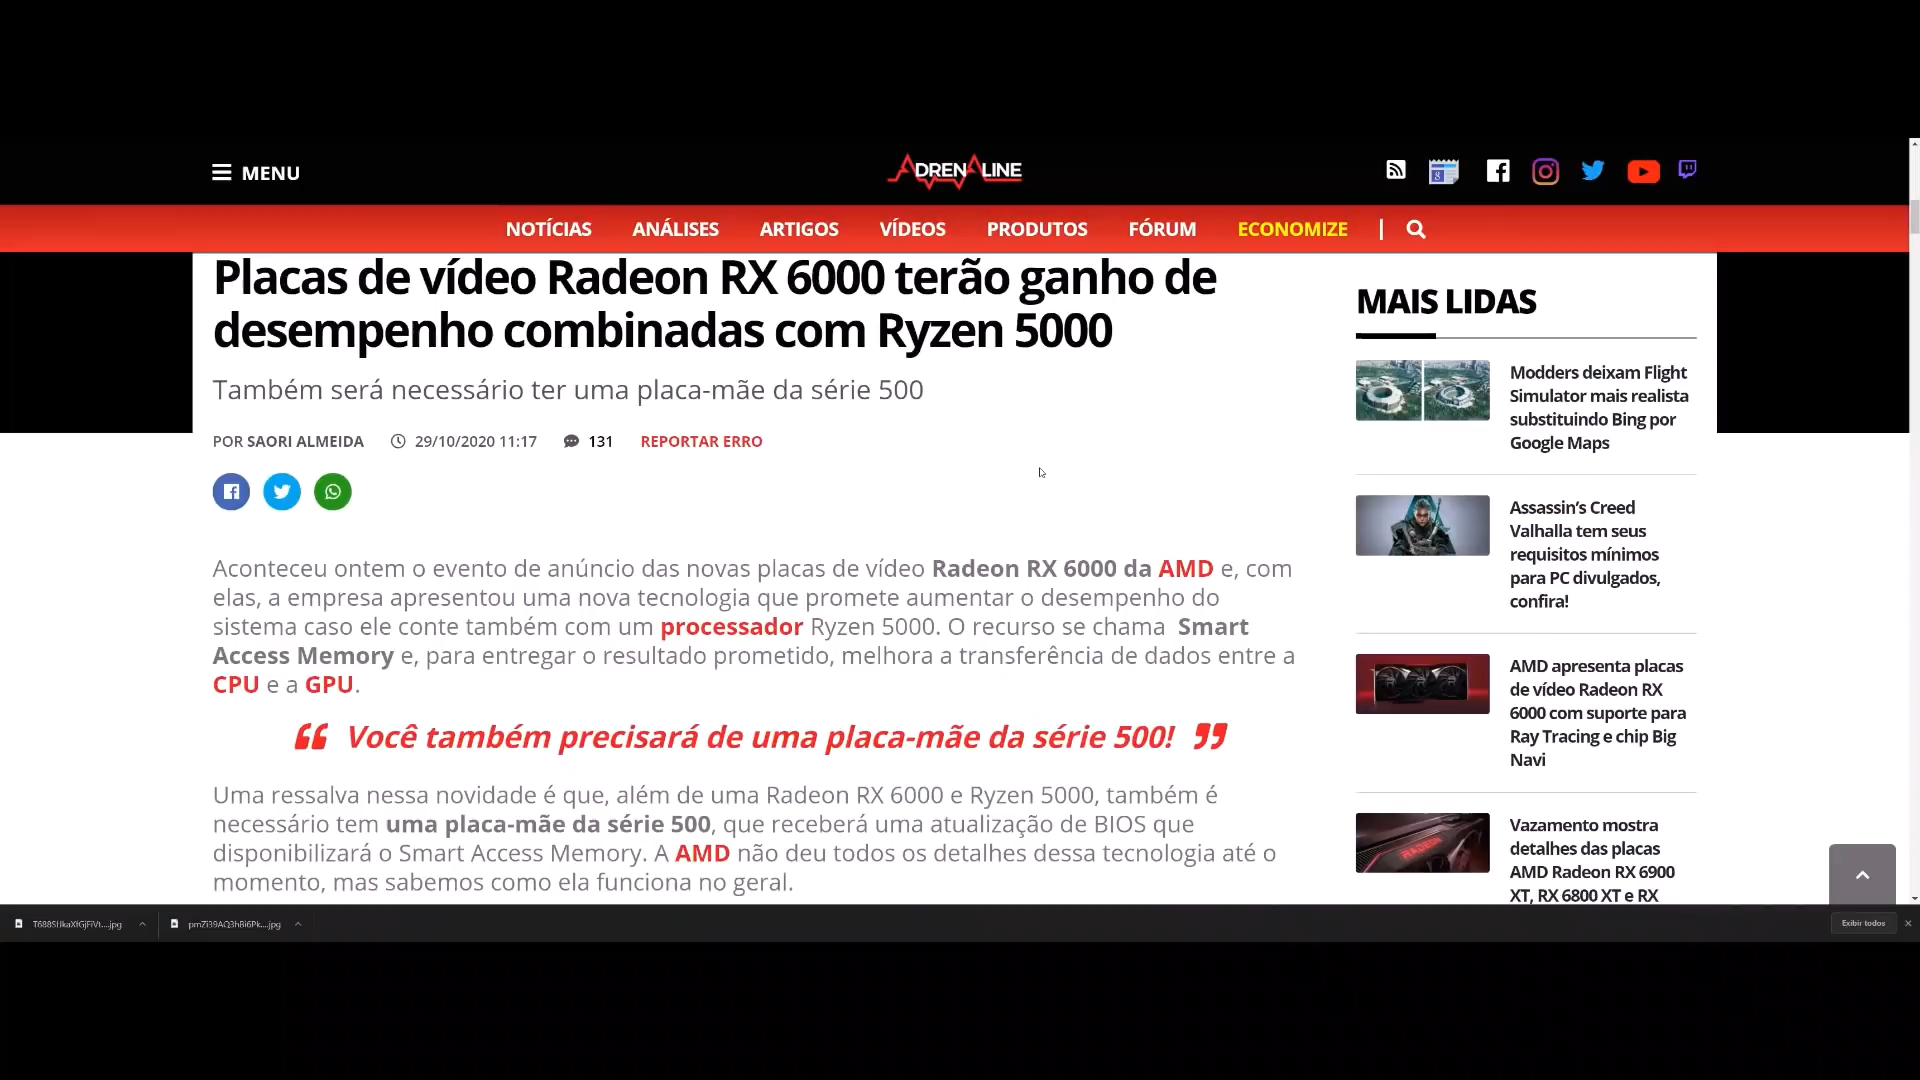 MENU
ADRENALINE
NOTÍCIAS ANÁLISES ARTIGOS VÍDEOS PRODUTOS FÓRUM ECONOMIZE
Placas de vídeo Radeon RX 6000 terão ganho de
desempenho combinadas com Ryzen 5000
Também será necessário ter uma placa-mãe da série 500
POR SAORI ALMEIDA 29/10/2020 11:17 131 REPORTAR ERRO
Aconteceu ontem o evento de anúncio das novas placas de vídeo Radeon RX 6000 da AMD e, com
elas, a empresa apresentou uma nova tecnologia que promete aumentar o desempenho do
sistema caso ele conte também com um processador Ryzen 5000. O recurso se chama Smart
Access Memory e, para entregar o resultado prometido, melhora a transferência de dados entre a
CPU e a GPU.
“ Você também precisará de uma placa-mãe da série 500! ”
Uma ressalva nessa novidade é que, além de uma Radeon RX 6000 e Ryzen 5000, também é
necessário tem uma placa-mãe da série 500, que receberá uma atualização de BIOS que
disponibilizará o Smart Access Memory. A AMD não deu todos os detalhes dessa tecnologia até o
momento, mas sabemos como ela funciona no geral.
MAIS LIDAS
Modders deixam Flight
Simulator mais realista
substituindo Bing por
Google Maps
Assassin’s Creed
Valhalla tem seus
requisitos mínimos
para PC divulgados,
confira!
AMD apresenta placas
de vídeo Radeon RX
6000 com suporte para
Ray Tracing e chip Big
Navi
RADEON
Vazamento mostra
detalhes das placas
AMD Radeon RX 6900
XT, RX 6800 XT e RX
Exibir todos